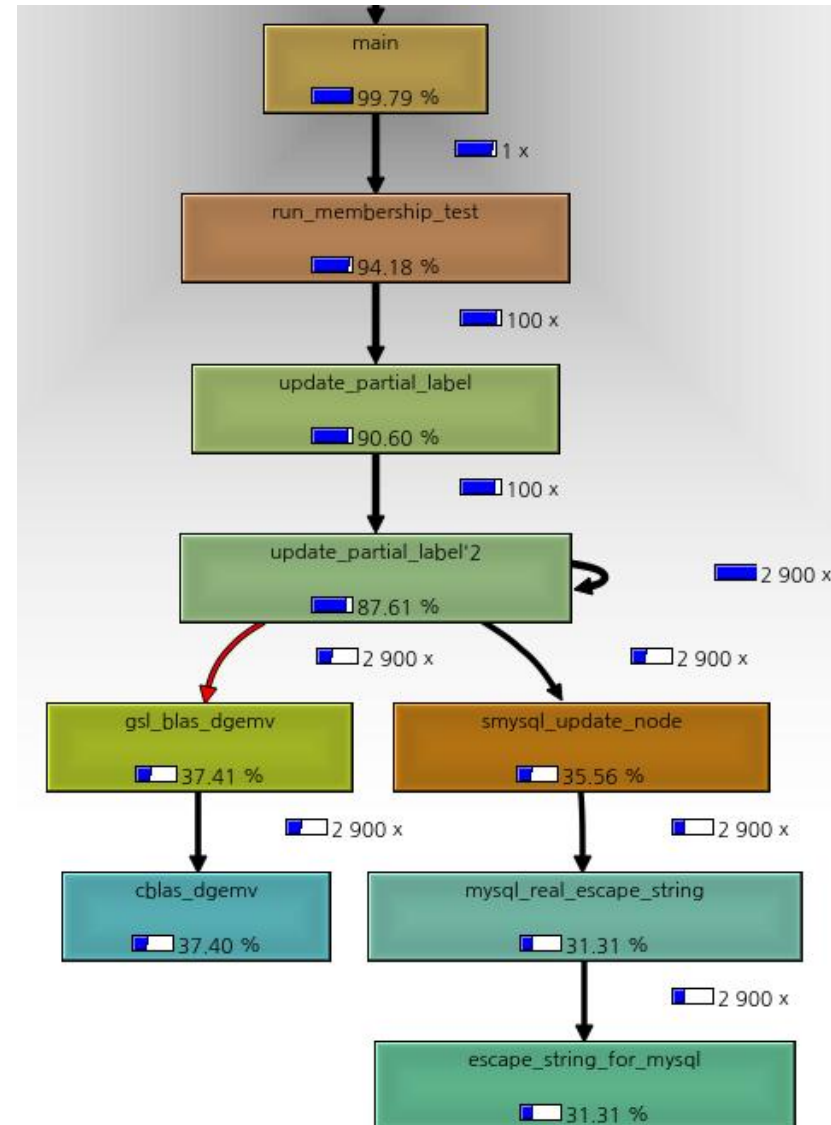 main
99.79 %
1 x
run_membership_test
94.18 %
100 x
update_partial_label
90.60 %
100 x
update_partial_label'2
87.61 %
2 900 x
2 900 x
2 900 x
gsl_blas_dgemv
37.41 %
smysql_update_node
35.56 %
2 900 x
2 900 x
cblas_dgemv
37.40 %
mysql_real_escape_string
31.31 %
2 900 x
escape_string_for_mysql
31.31 %